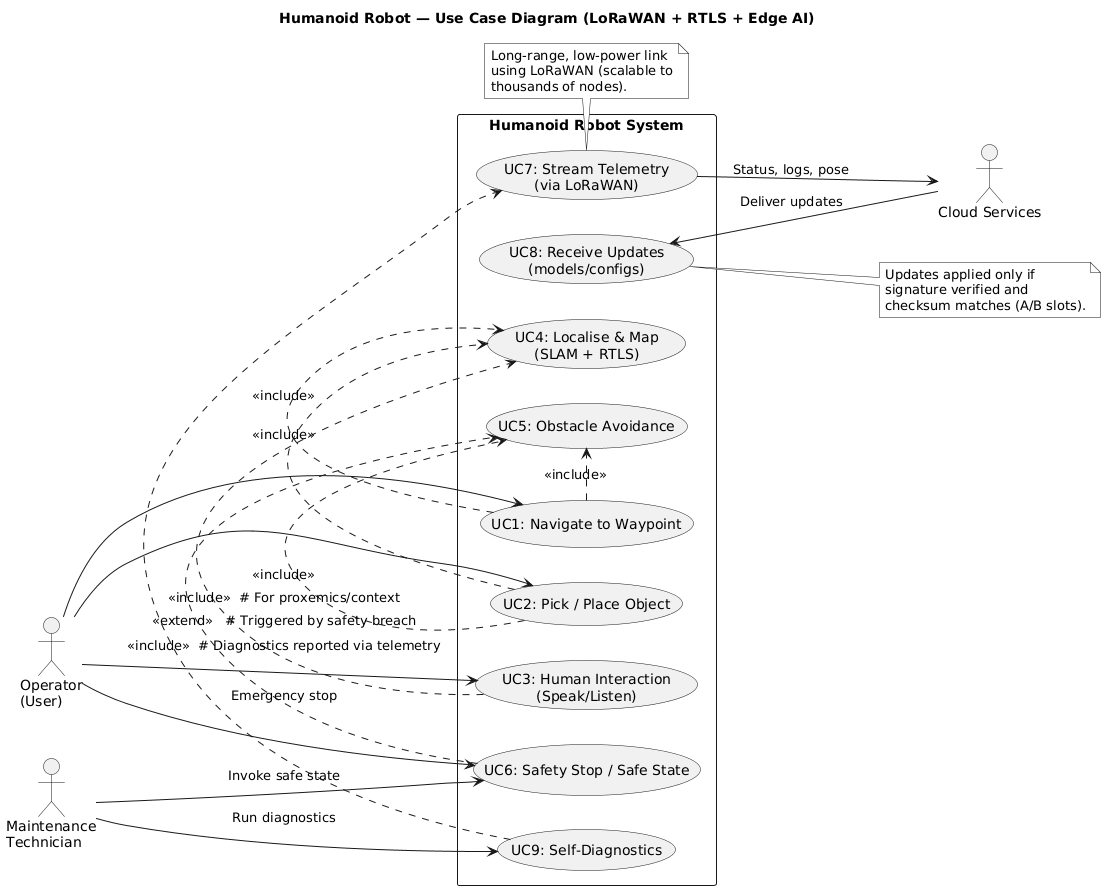 Humanoid Robot — Use Case Diagram (LoRaWAN + RTLS + Edge AI)
Long-range, low-power link
using LoRaWAN (scalable to
thousands of nodes).
Humanoid Robot System
UC7: Stream Telemetry
(via LoRaWAN)
Status, logs, pose
Deliver updates
Cloud Services
UC8: Receive Updates
(models/configs)
Updates applied only if
signature verified and
checksum matches (A/B slots).
UC4: Localise & Map
(SLAM + RTLS)
«include»
«include»
UC5: Obstacle Avoidance
«include»
UC1: Navigate to Waypoint
«include»
«include»  # For proxemics/context
UC2: Pick / Place Object
«extend»   # Triggered by safety breach
«include»  # Diagnostics reported via telemetry
Operator
(User)
UC3: Human Interaction
(Speak/Listen)
Emergency stop
UC6: Safety Stop / Safe State
Invoke safe state
Maintenance
Technician
Run diagnostics
UC9: Self-Diagnostics